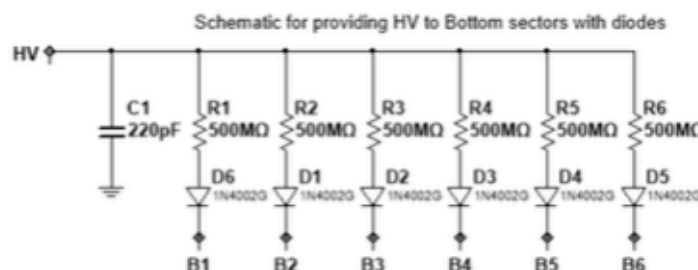 Schematic for providing HV to Bottom sectors with diodes
HV
C1 R1 R2 R3 R4 R5 R6
220pF 500MΩ 500MΩ 500MΩ 500MΩ 500MΩ 500MΩ
D6 D1 D2 D3 D4 D5
1N4002G 1N4002G 1N4002G 1N4002G 1N4002G 1N4002G
B1 B2 B3 B4 B5 B6